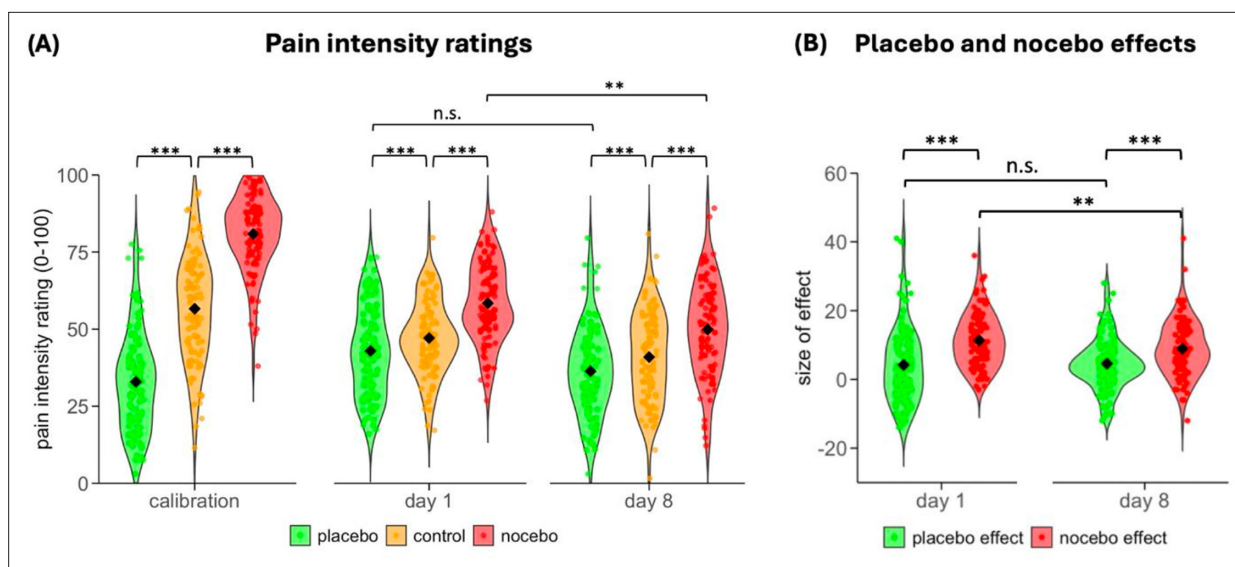 (A) Pain intensity ratings
**
n.s.
*** *** *** *** *** ***
100
75
50
25
0
pain intensity rating (0-100)
calibration day 1 day 8
placebo control nocebo
(B) Placebo and nocebo effects
*** ***
n.s.
**
60
40
20
0
-20
size of effect
day 1 day 8
placebo effect nocebo effect